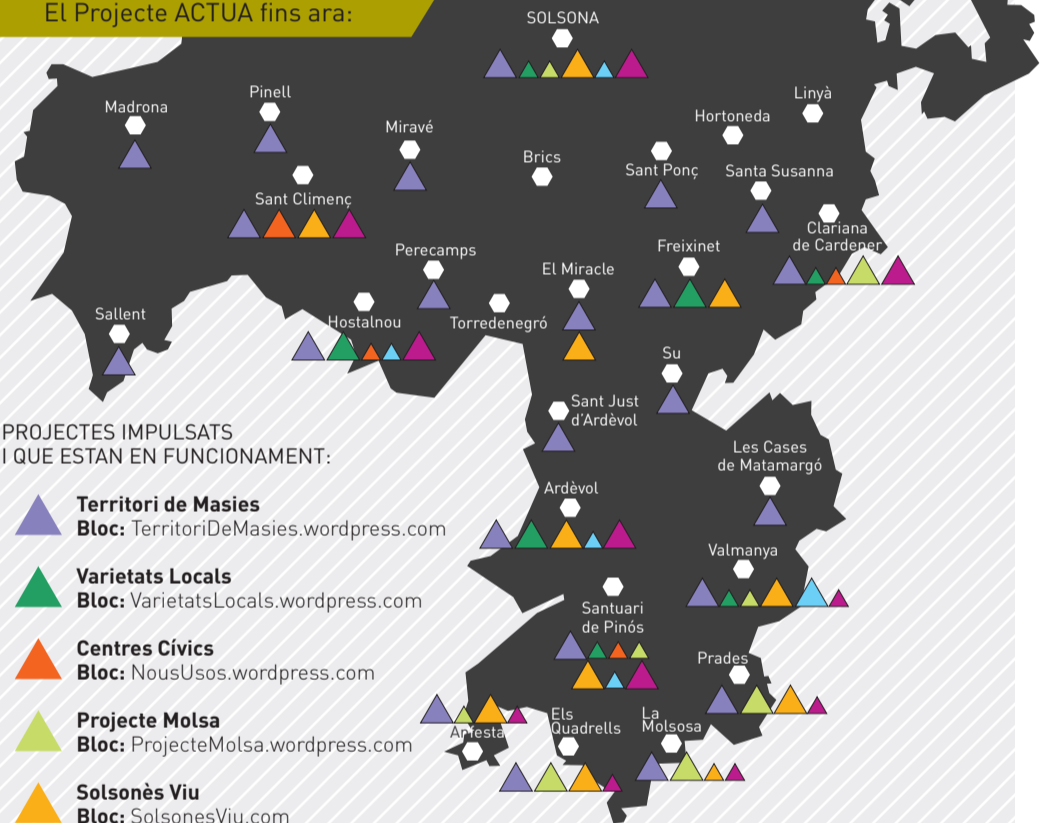 El Projecte ACTUA fins ara:
SOLSONA
Madrona
Pinell
Miravé
Linyà
Hortoneda
Brics
Sant Ponç
Santa Susanna
Sant Climenç
Clariana
de Cardener
Perecamps
Freixinet
El Miracle
Sallent
Hostalnou
Torredenegró
Su
Sant Just
d'Ardèvol
Les Cases
de Matamargó
Ardèvol
Valmanya
Santuari
de Pinós
Prades
Els
Quadrells
La
Molsosa
Ariesta
PROJECTES IMPULSATS
I QUE ESTAN EN FUNCIONAMENT:
Territori de Masies
Bloc: TerritoriDeMasies.wordpress.com
Varietats Locals
Bloc: VarietatsLocals.wordpress.com
Centres Cívics
Bloc: NousUsos.wordpress.com
Projecte Molsa
Bloc: ProjecteMolsa.wordpress.com
Solsonès Viu
Bloc: SolsonesViu.com